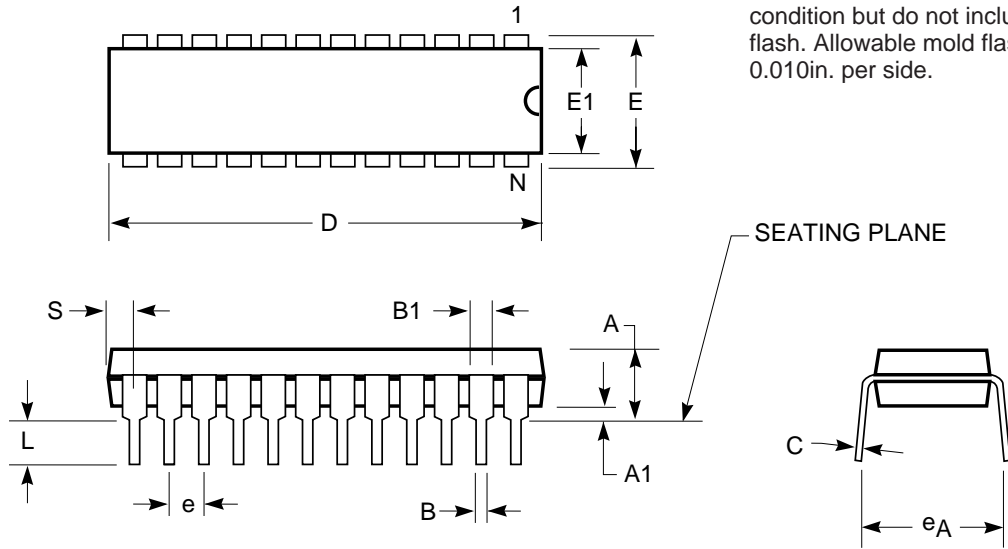 1
condition but do not inclu
flash. Allowable mold flas
0.010in. per side.
E1
E
N
D
SEATING PLANE
S
B1
A
L
C
A1
e
B
eA